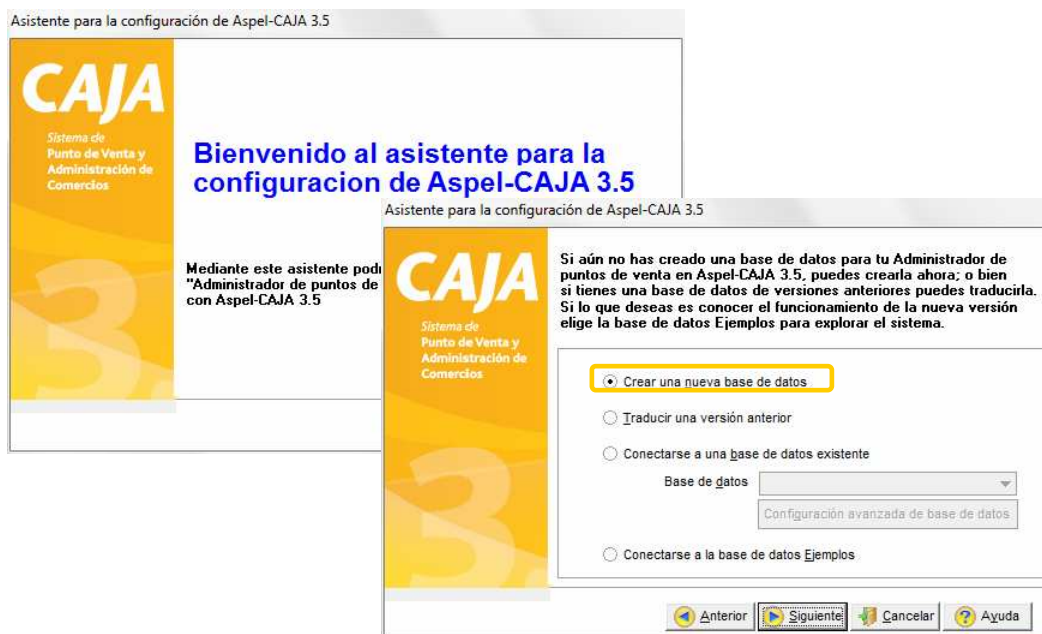 Asistente para la configuración de Aspel-CAJA 3.5
CAJA
Sistema de
Punto de Venta y
Administración de
Comercios
3.
Bienvenido al asistente para la
configuracion de Aspel-CAJA 3.5
Mediante este asistente pod
"Administrador de puntos de
con Aspel-CAJA 3.5
Asistente para la configuración de Aspel-CAJA 3.5
CAJA
Sistema de
Punto de Venta y
Administración de
Comercios
3.
Si aún no has creado una base de datos para tu Administrador de
puntos de venta en Aspel-CAJA 3.5, puedes crearla ahora; o bien
si tienes una base de datos de versiones anteriores puedes traducirla.
Si lo que deseas es conocer el funcionamiento de la nueva versión
elige la base de datos Ejemplos para explorar el sistema.
Crear una nueva base de datos
Traducir una versión anterior
Conectarse a una base de datos existente
Base de datos
Configuración avanzada de base de datos
Conectarse a la base de datos Ejemplos
Anterior Siguiente Cancelar Ayuda